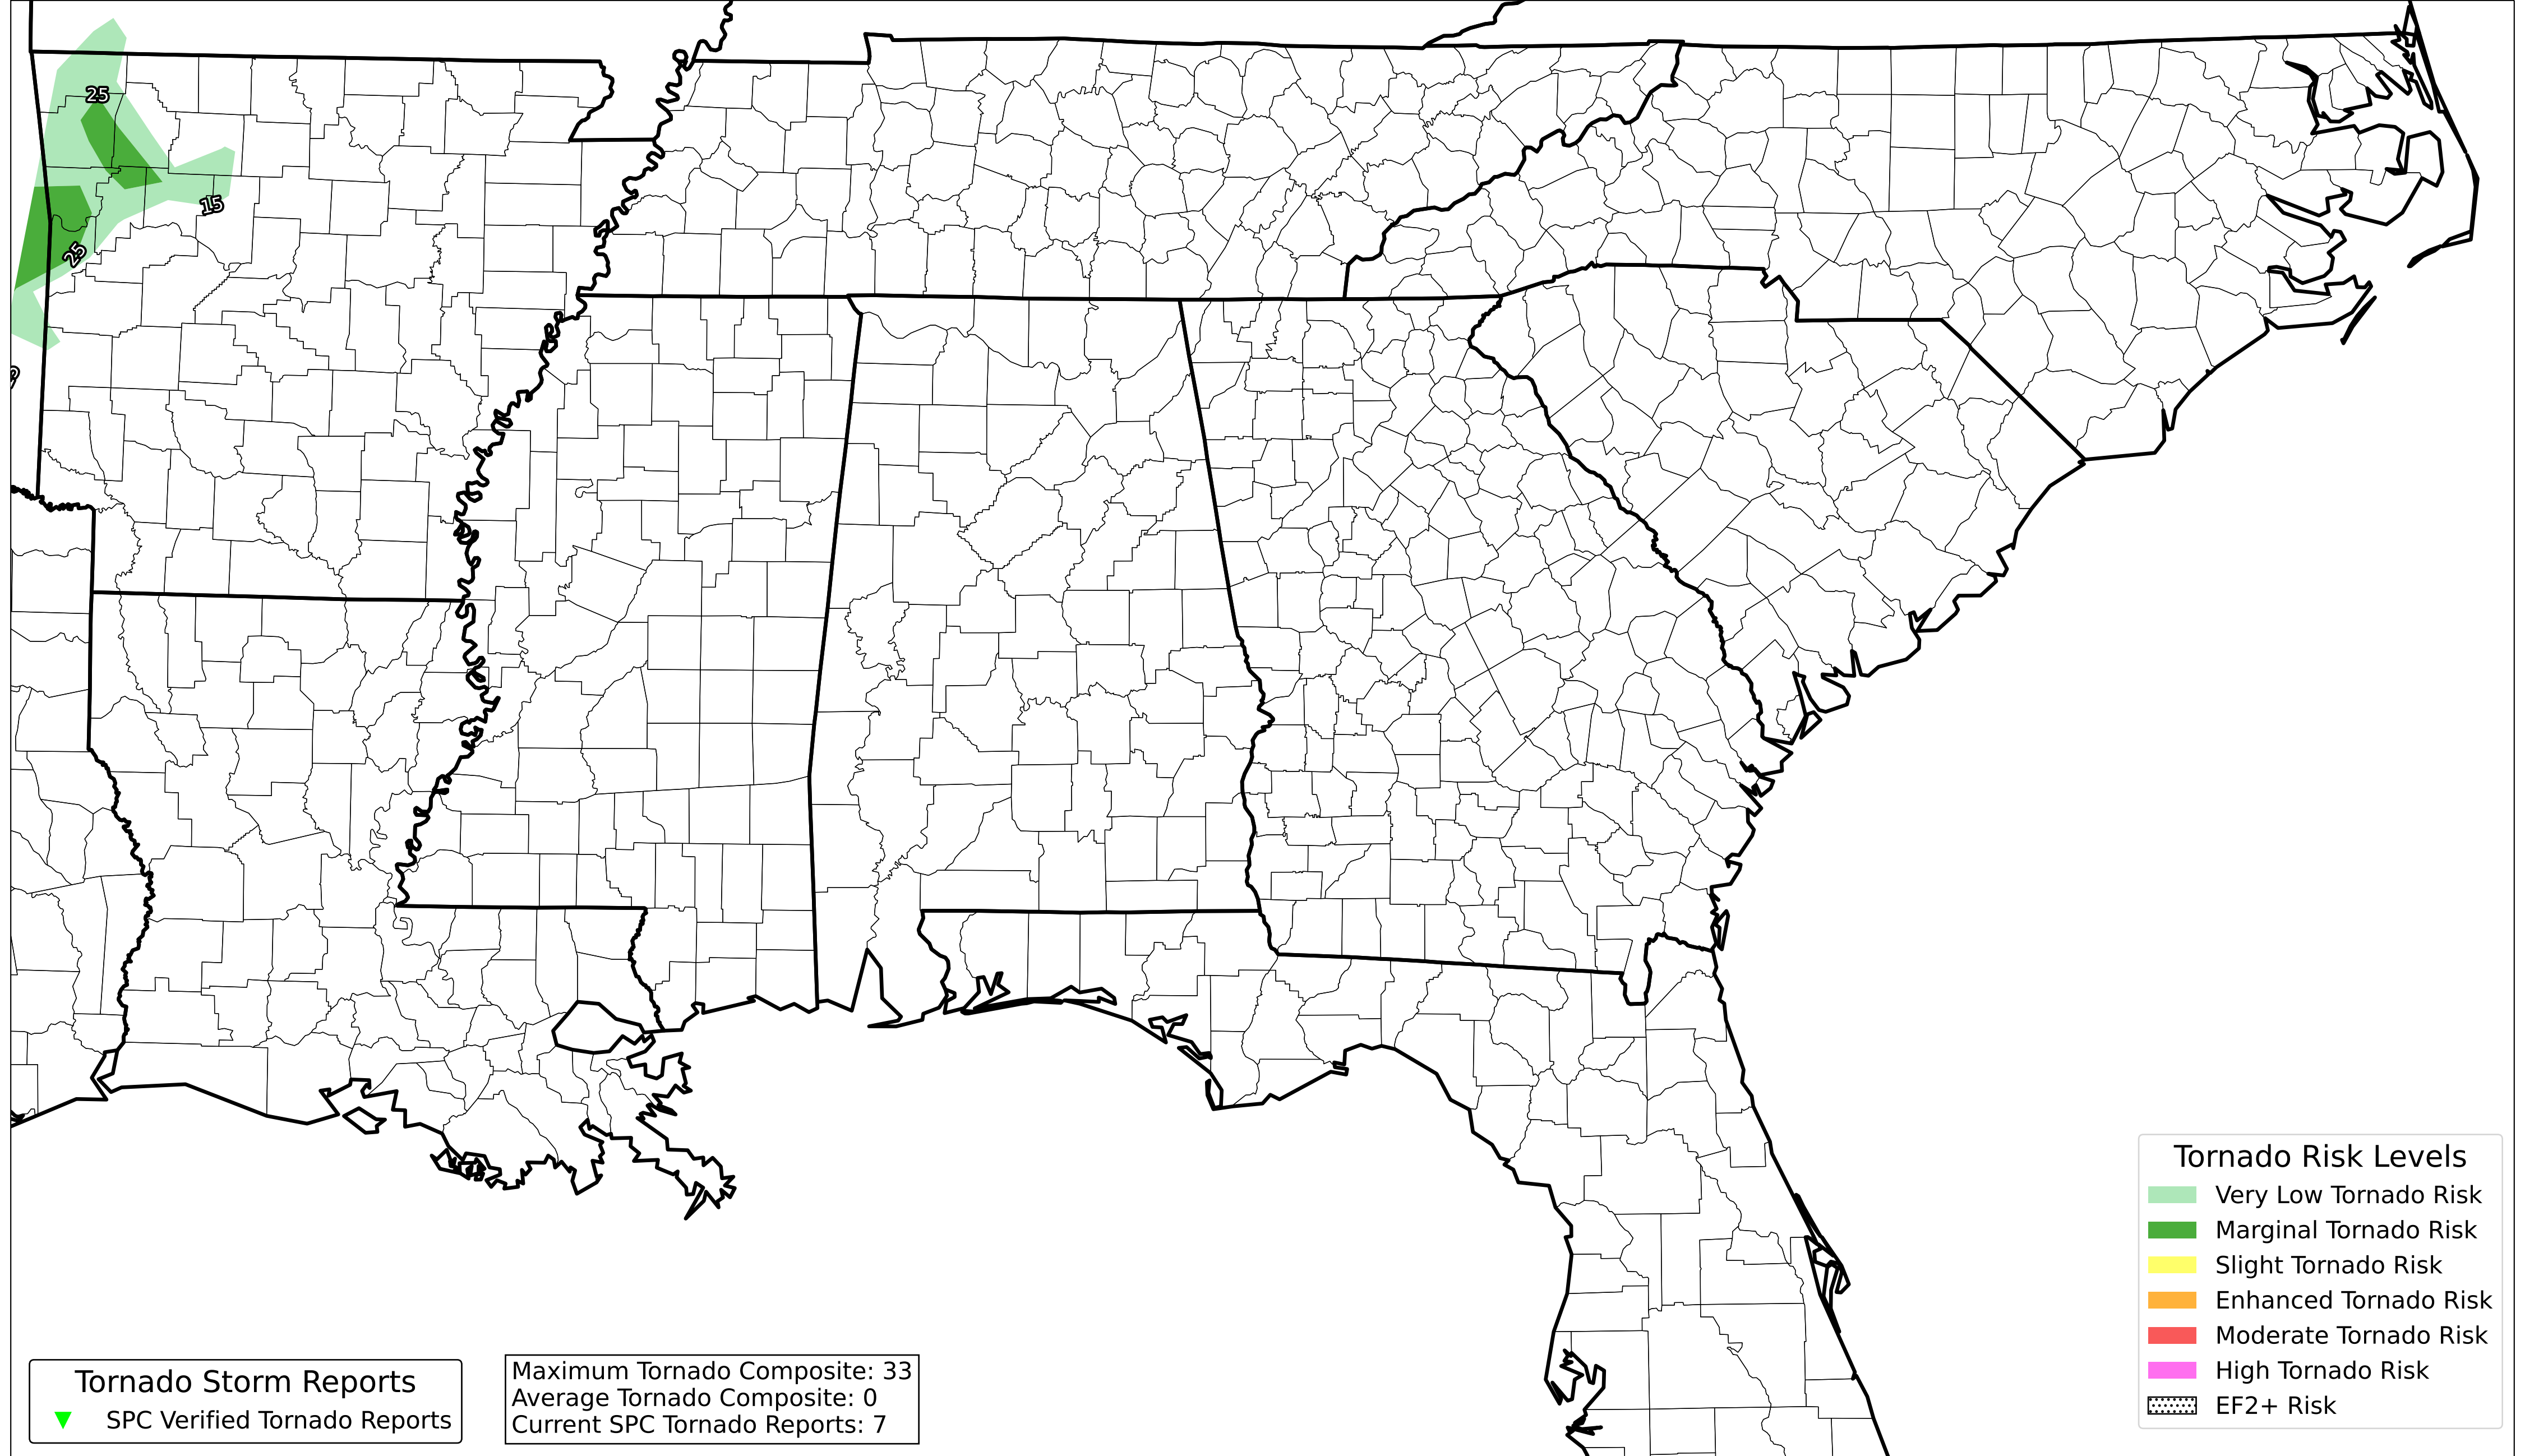 25
15
25
Tornado Risk Levels
Very Low Tornado Risk
Marginal Tornado Risk
Slight Tornado Risk
Enhanced Tornado Risk
Moderate Tornado Risk
High Tornado Risk
EF2+ Risk
Tornado Storm Reports
SPC Verified Tornado Reports
Maximum Tornado Composite: 33
Average Tornado Composite: 0
Current SPC Tornado Reports: 7